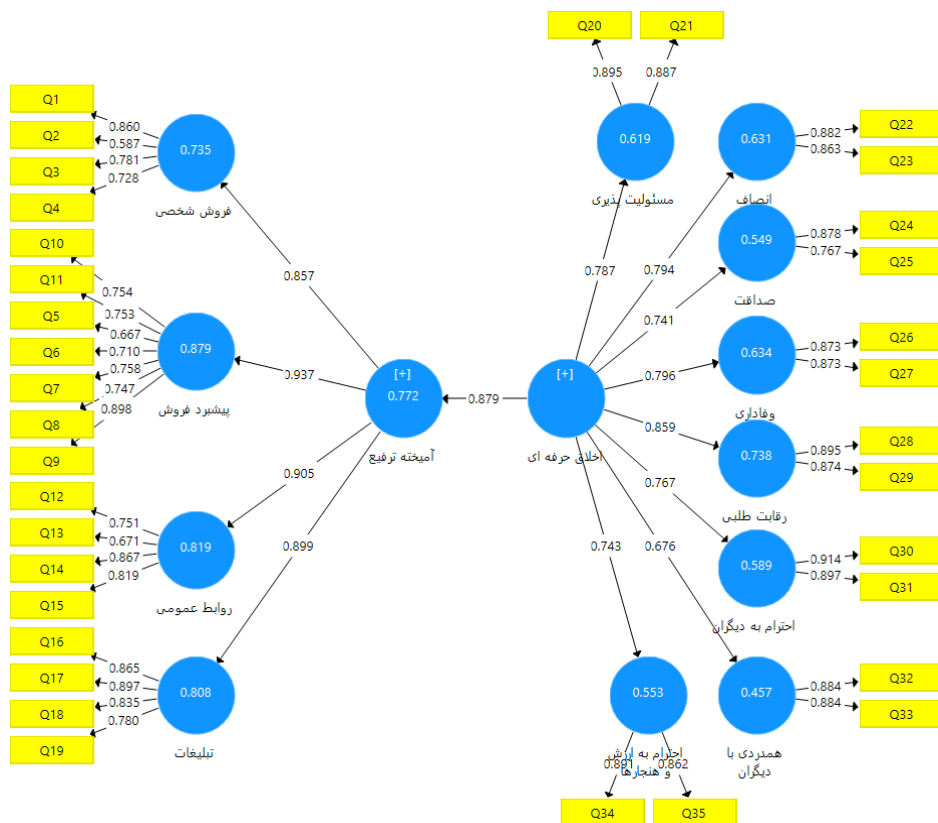 Q20
Q21
0.895
0.887
0.619
مسئولیت پذیری
Q1
Q2
Q3
Q4
0.860
0.587
0.781
0.728
0.735
فروش شخصی
Q10
Q11
Q5
Q6
Q7
Q8
Q9
0.754
0.753
0.667
0.710
0.758
0.747
0.898
0.879
پیشبرد فروش
Q12
Q13
Q14
Q15
0.751
0.671
0.867
0.819
0.819
روابط عمومی
Q16
Q17
Q18
Q19
0.865
0.897
0.835
0.780
0.808
تبلیغات
0.857
0.937
0.905
0.899
[+]
0.772
آمیخته ترفیع
0.879
[+]
اخلاق حرفه ای
0.787
0.794
0.741
0.796
0.859
0.767
0.676
0.743
0.631
انصاف
0.882
0.863
Q22
Q23
0.549
صداقت
0.878
0.767
Q24
Q25
0.634
وفاداری
0.873
0.873
Q26
Q27
0.738
رقابت طلبی
0.895
0.874
Q28
Q29
0.589
احترام به دیگران
0.914
0.897
Q30
Q31
0.457
همدردی با
دیگران
0.884
0.884
Q32
Q33
0.553
احترام به ارزش
و هنجارها
0.891
0.862
Q34
Q35